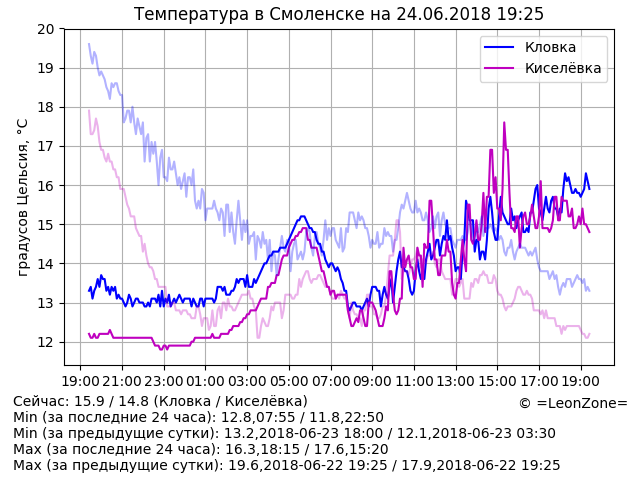 Температура в Смоленске на 24.06.2018 19:25
20
19
18
17
16
15
14
13
12
градусов Цельсия, °C
Кловка
Киселёвка
19:00 21:00 23:00 01:00 03:00 05:00 07:00 09:00 11:00 13:00 15:00 17:00 19:00
Сейчас: 15.9 / 14.8 (Кловка / Киселёвка)
© =LeonZone=
Min (за последние 24 часа): 12.8,07:55 / 11.8,22:50
Min (за предыдущие сутки): 13.2,2018-06-23 18:00 / 12.1,2018-06-23 03:30
Max (за последние 24 часа): 16.3,18:15 / 17.6,15:20
Max (за предыдущие сутки): 19.6,2018-06-22 19:25 / 17.9,2018-06-22 19:25